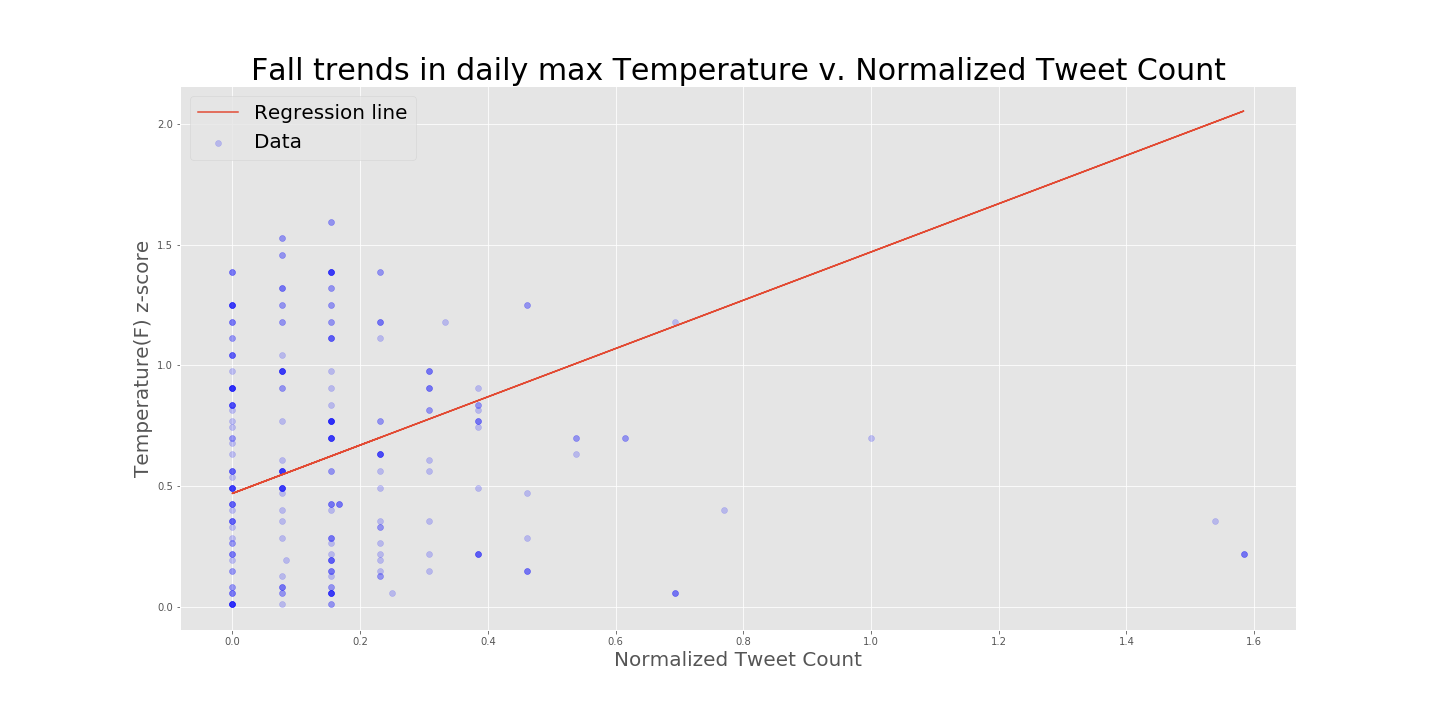 Fall trends in daily max Temperature v. Normalized Tweet Count
Regression line
Data
Temperature(F) z-score
2.0
1.5
1.0
0.5
0.0
0.0 0.2 0.4 0.6 0.8 1.0 1.2 1.4 1.6
Normalized Tweet Count